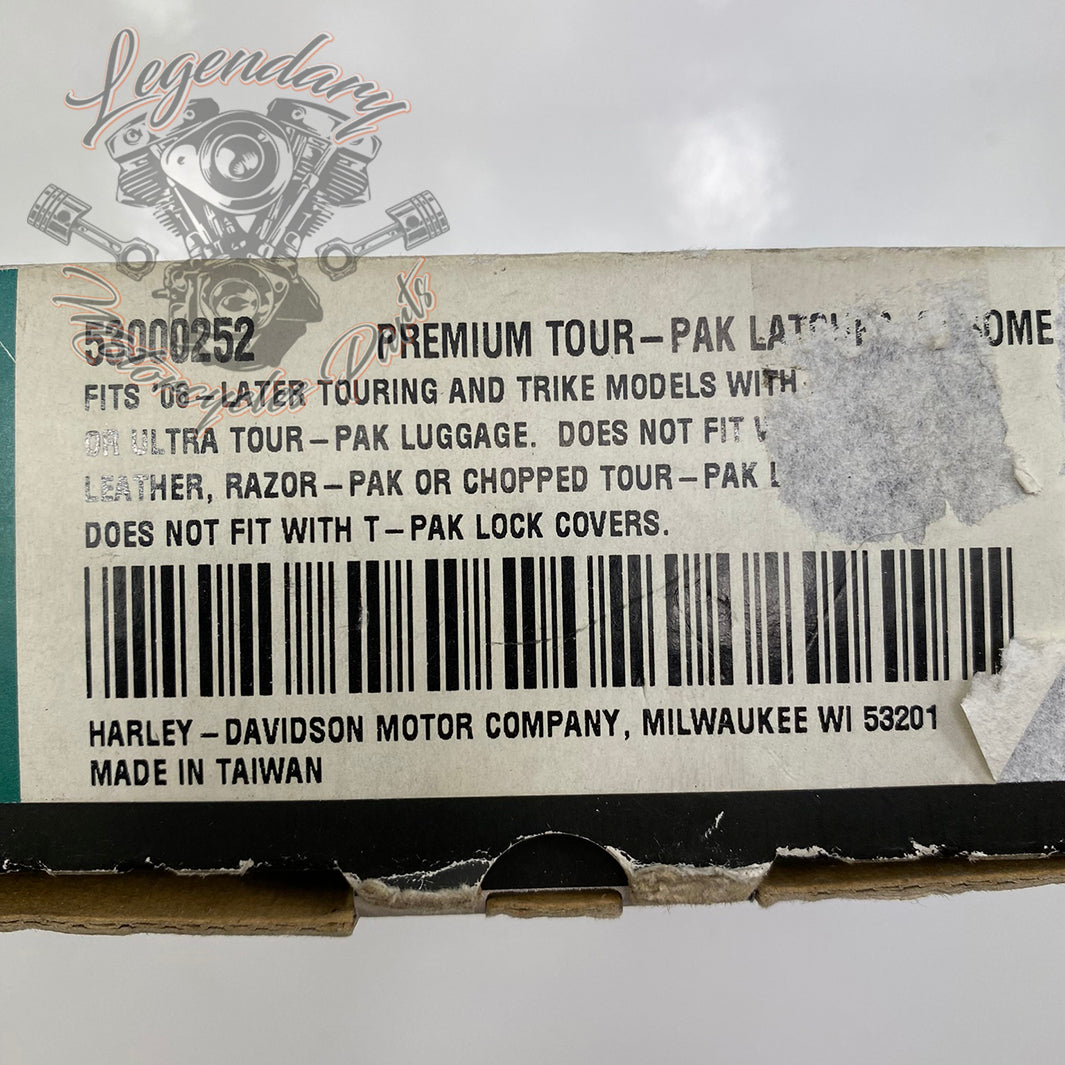 Legendary
Motorcycles Parts
53000252 PREMIUM TOUR-PAK
FITS '06-LATER TOURING AND TRIKE MODELS WITH
OR ULTRA TOUR-PAK LUGGAGE. DOES NOT FIT
LEATHER, RAZOR-PAK OR CHOPPED TOUR-PAK
DOES NOT FIT WITH T-PAK LOCK COVERS.
HARLEY-DAVIDSON MOTOR COMPANY, MILWAUKEE WI 53201
MADE IN TAIWAN